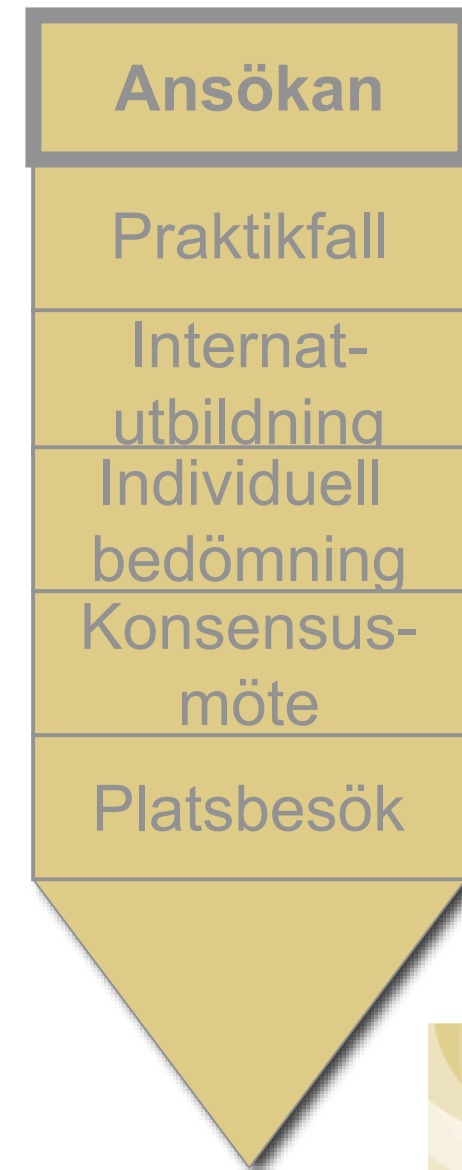 Ansökan
Praktikfall
Internat-
utbildning
Individuell
bedömning
Konsensus-
möte
Platsbesök